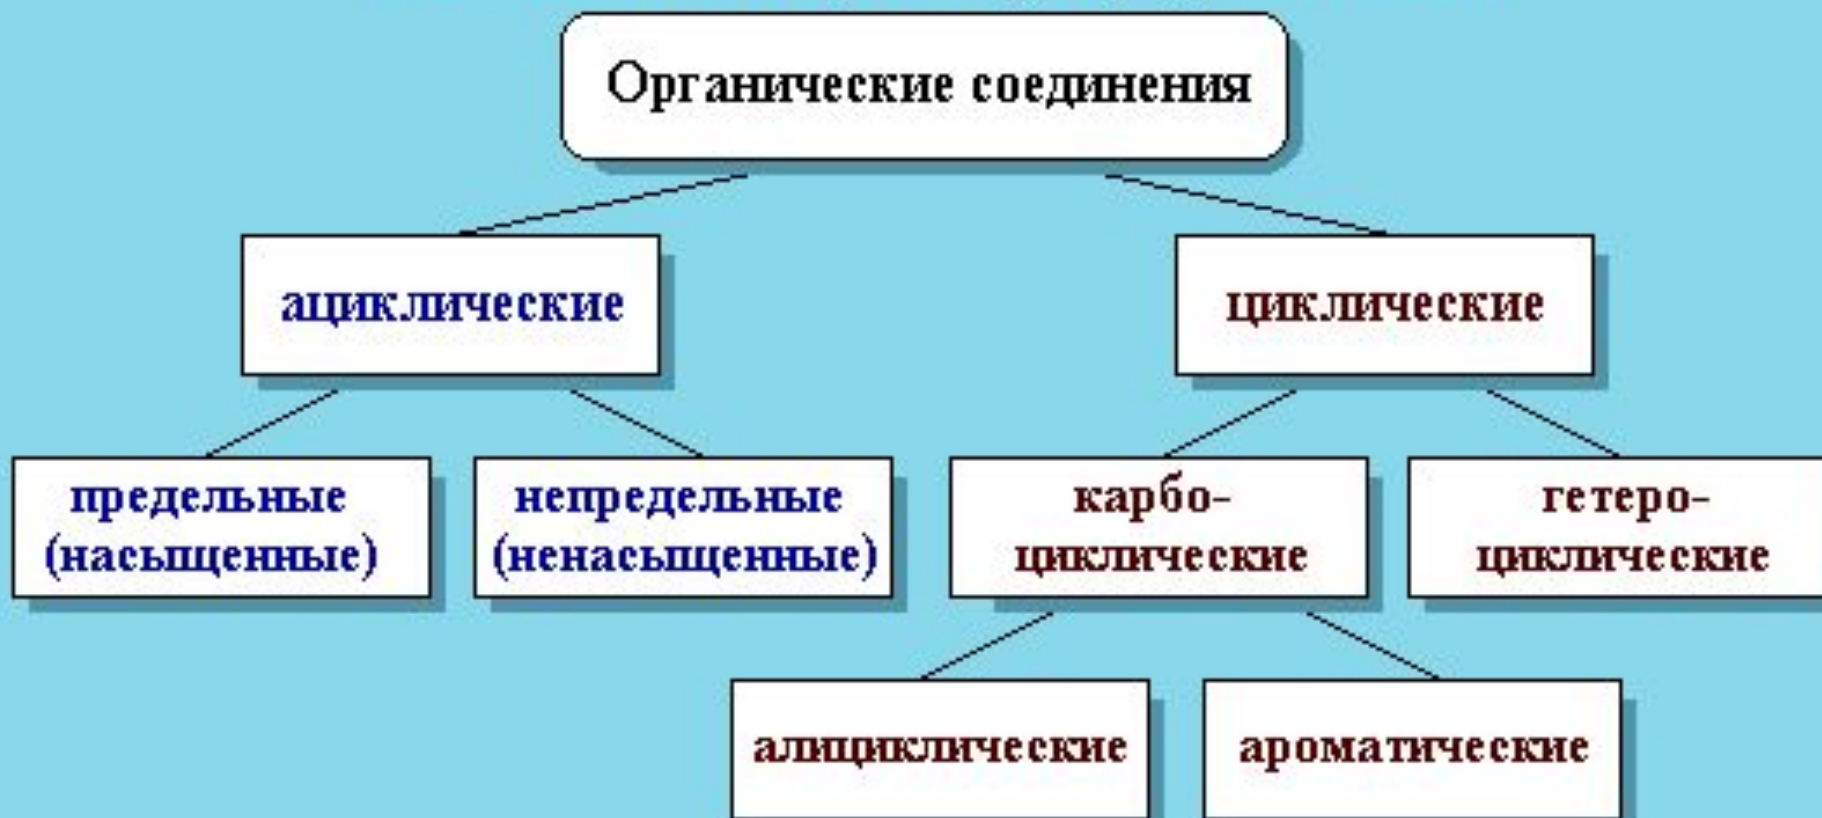 Органические соединения
ациклические
циклические
предельные
(насыщенные)
непредельные
(ненасыщенные)
карбо-
циклические
гетеро-
циклические
алициклические
ароматические